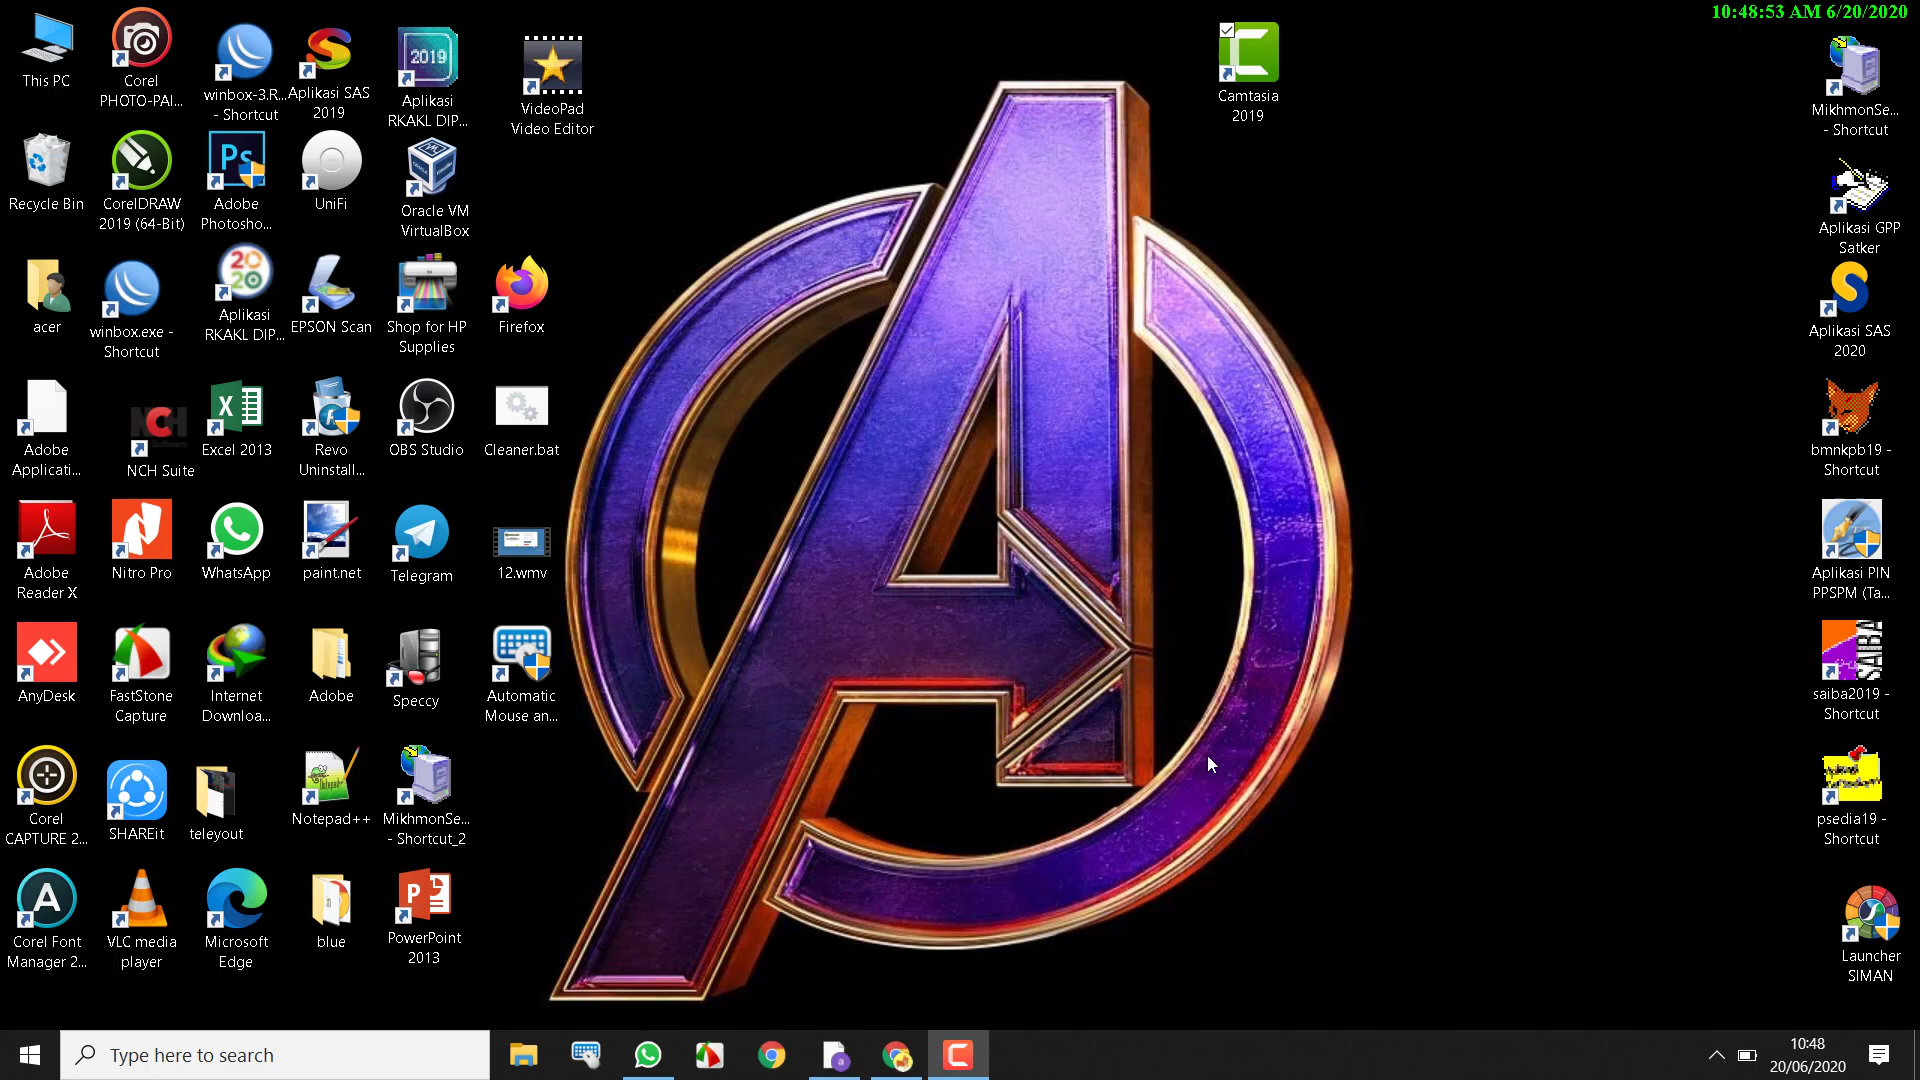 10:48:53 AM 6/20/2020
This PC
Corel
PHOTO-PAI...
winbox-3.R...
- Shortcut
Aplikasi SAS
2019
2019
Aplikasi
RKAKL DIP...
VideoPad
Video Editor
Camtasia
2019
MikhmonSe...
- Shortcut
Recycle Bin
CorelDRAW
2019 (64-Bit)
Ps
Adobe
Photosho...
UniFi
Oracle VM
VirtualBox
Aplikasi GPP
Satker
acer
winbox.exe -
Shortcut
2020
Aplikasi
RKAKL DIP...
EPSON Scan
Shop for HP
Supplies
Firefox
Aplikasi SAS
2020
Adobe
Applicati...
NCH
NCH Suite
Excel 2013
Revo
Uninstall...
OBS Studio
Cleaner.bat
bmnkpb19 -
Shortcut
Adobe
Reader X
Nitro Pro
WhatsApp
paint.net
Telegram
12.wmv
Aplikasi PIN
PPSPM (Ta...
AnyDesk
FastStone
Capture
Internet
Downloa...
Adobe
Speccy
Automatic
Mouse an...
saiba2019 -
Shortcut
Corel
CAPTURE 2...
SHAREit
teleyout
Notepad++
MikhmonSe...
- Shortcut_2
psedia19 -
Shortcut
Corel Font
Manager 2...
VLC media
player
Microsoft
Edge
blue
PowerPoint
2013
Launcher
SIMAN
Type here to search
10:48
20/06/2020